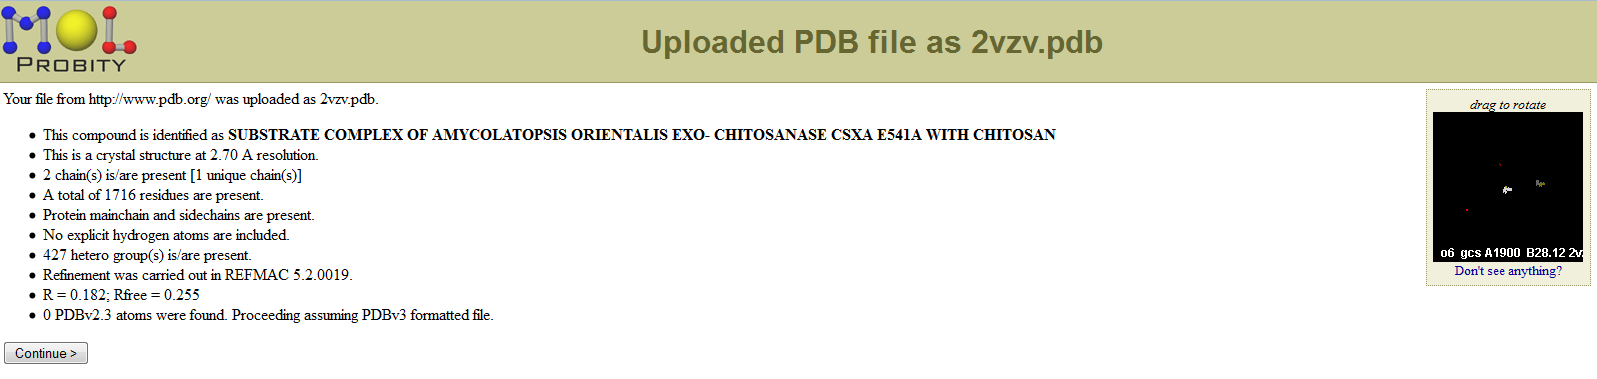 MOL
PROBITY
Uploaded PDB file as 2vzv.pdb
Your file from http://www.pdb.org/ was uploaded as 2vzv.pdb.
This compound is identified as SUBSTRATE COMPLEX OF AMYCOLATOPSIS ORIENTALIS EXO- CHITOSANASE CSXA E541A WITH CHITOSAN
This is a crystal structure at 2.70 A resolution.
2 chain(s) is/are present [1 unique chain(s)]
A total of 1716 residues are present.
Protein mainchain and sidechains are present.
No explicit hydrogen atoms are included.
427 hetero group(s) is/are present.
Refinement was carried out in REFMAC 5.2.0019.
R = 0.182; Rfree = 0.255
0 PDBv2.3 atoms were found. Proceeding assuming PDBv3 formatted file.
Continue >
drag to rotate
o6 gcs A1900 B28.12 2v
Don't see anything?